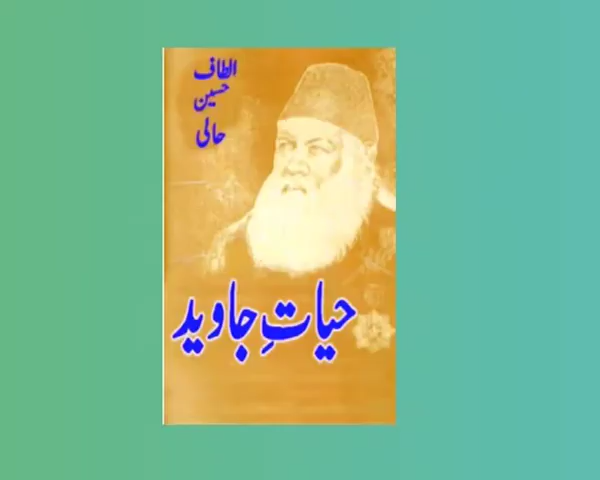 الطاف
حسین
حالی
حیاتِ جاوید